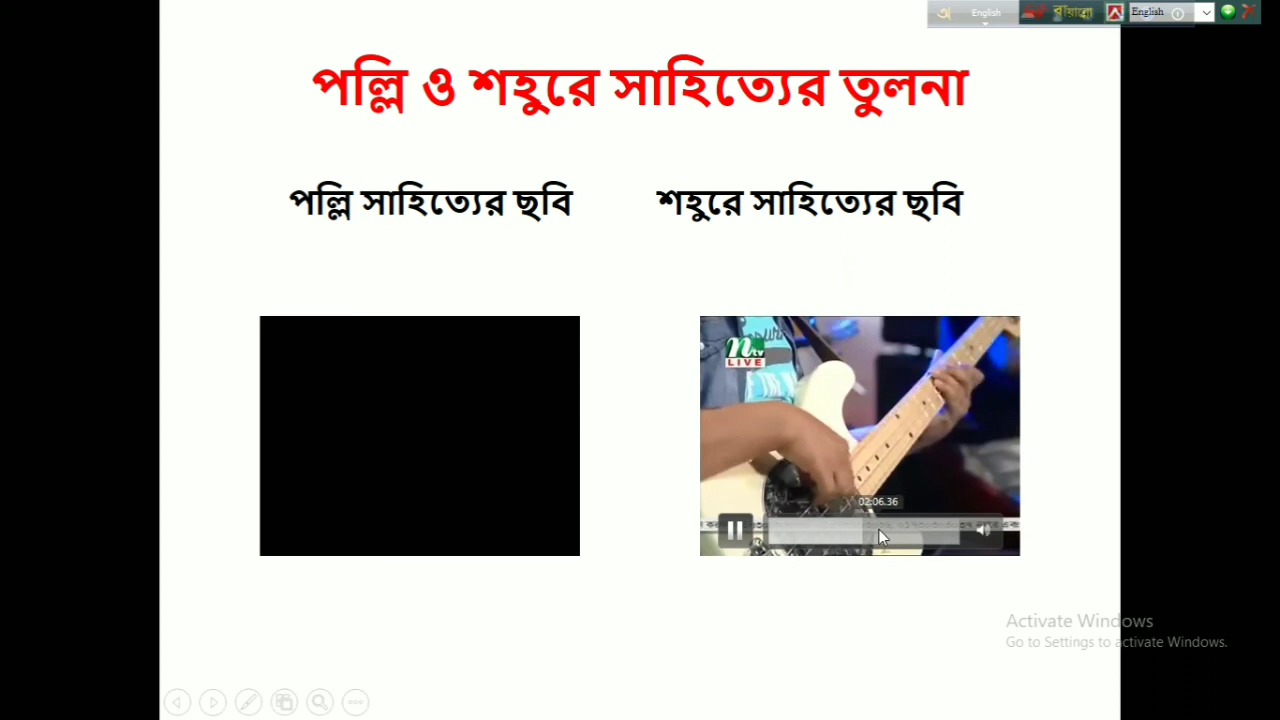 অ English English
পল্লি ও শহুরে সাহিত্যের তুলনা
পল্লি সাহিত্যের ছবি
শহুরে সাহিত্যের ছবি
ntv
LIVE
02:06.36
Activate Windows
Go to Settings to activate Windows.